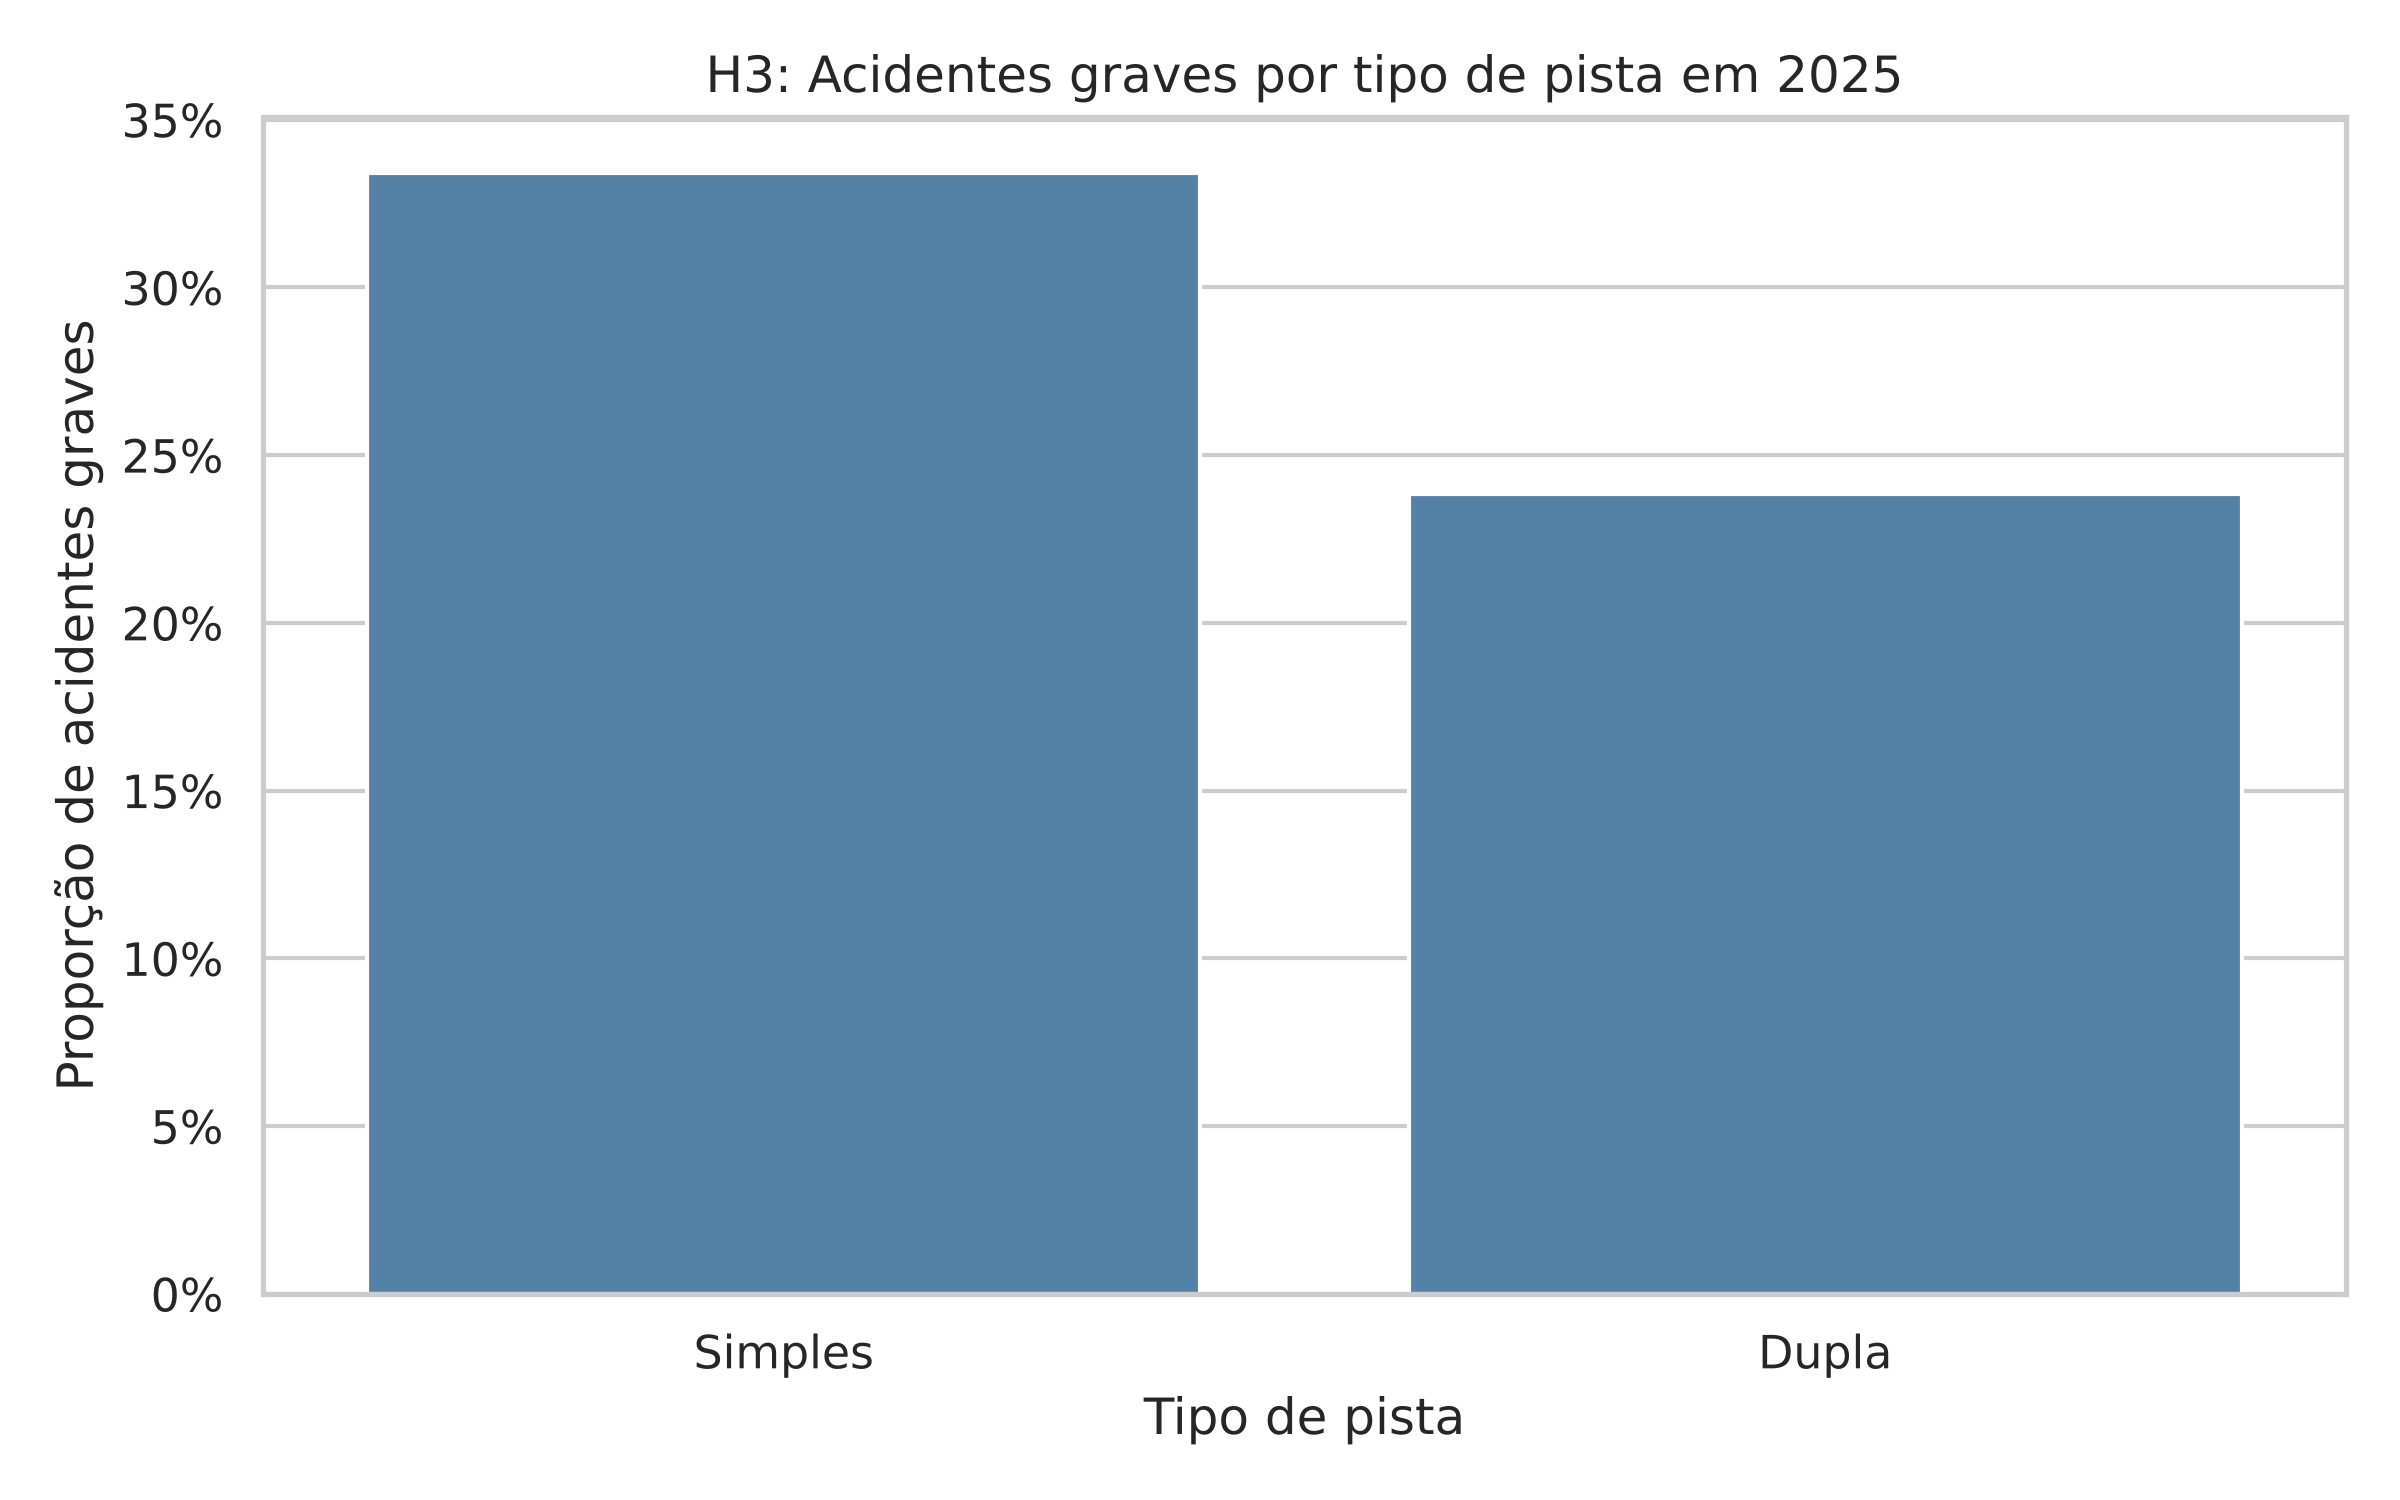 H3: Acidentes graves por tipo de pista em 2025
Proporção de acidentes graves
35%
30%
25%
20%
15%
10%
5%
0%
Simples
Dupla
Tipo de pista